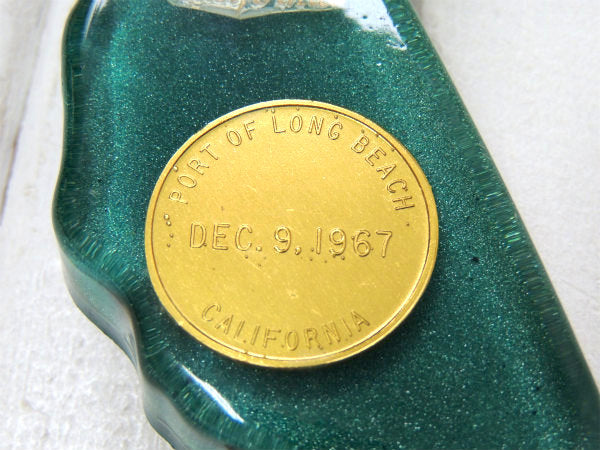 PORT OF LONG BEACH
DEC. 9, 1967
CALIFORNIA